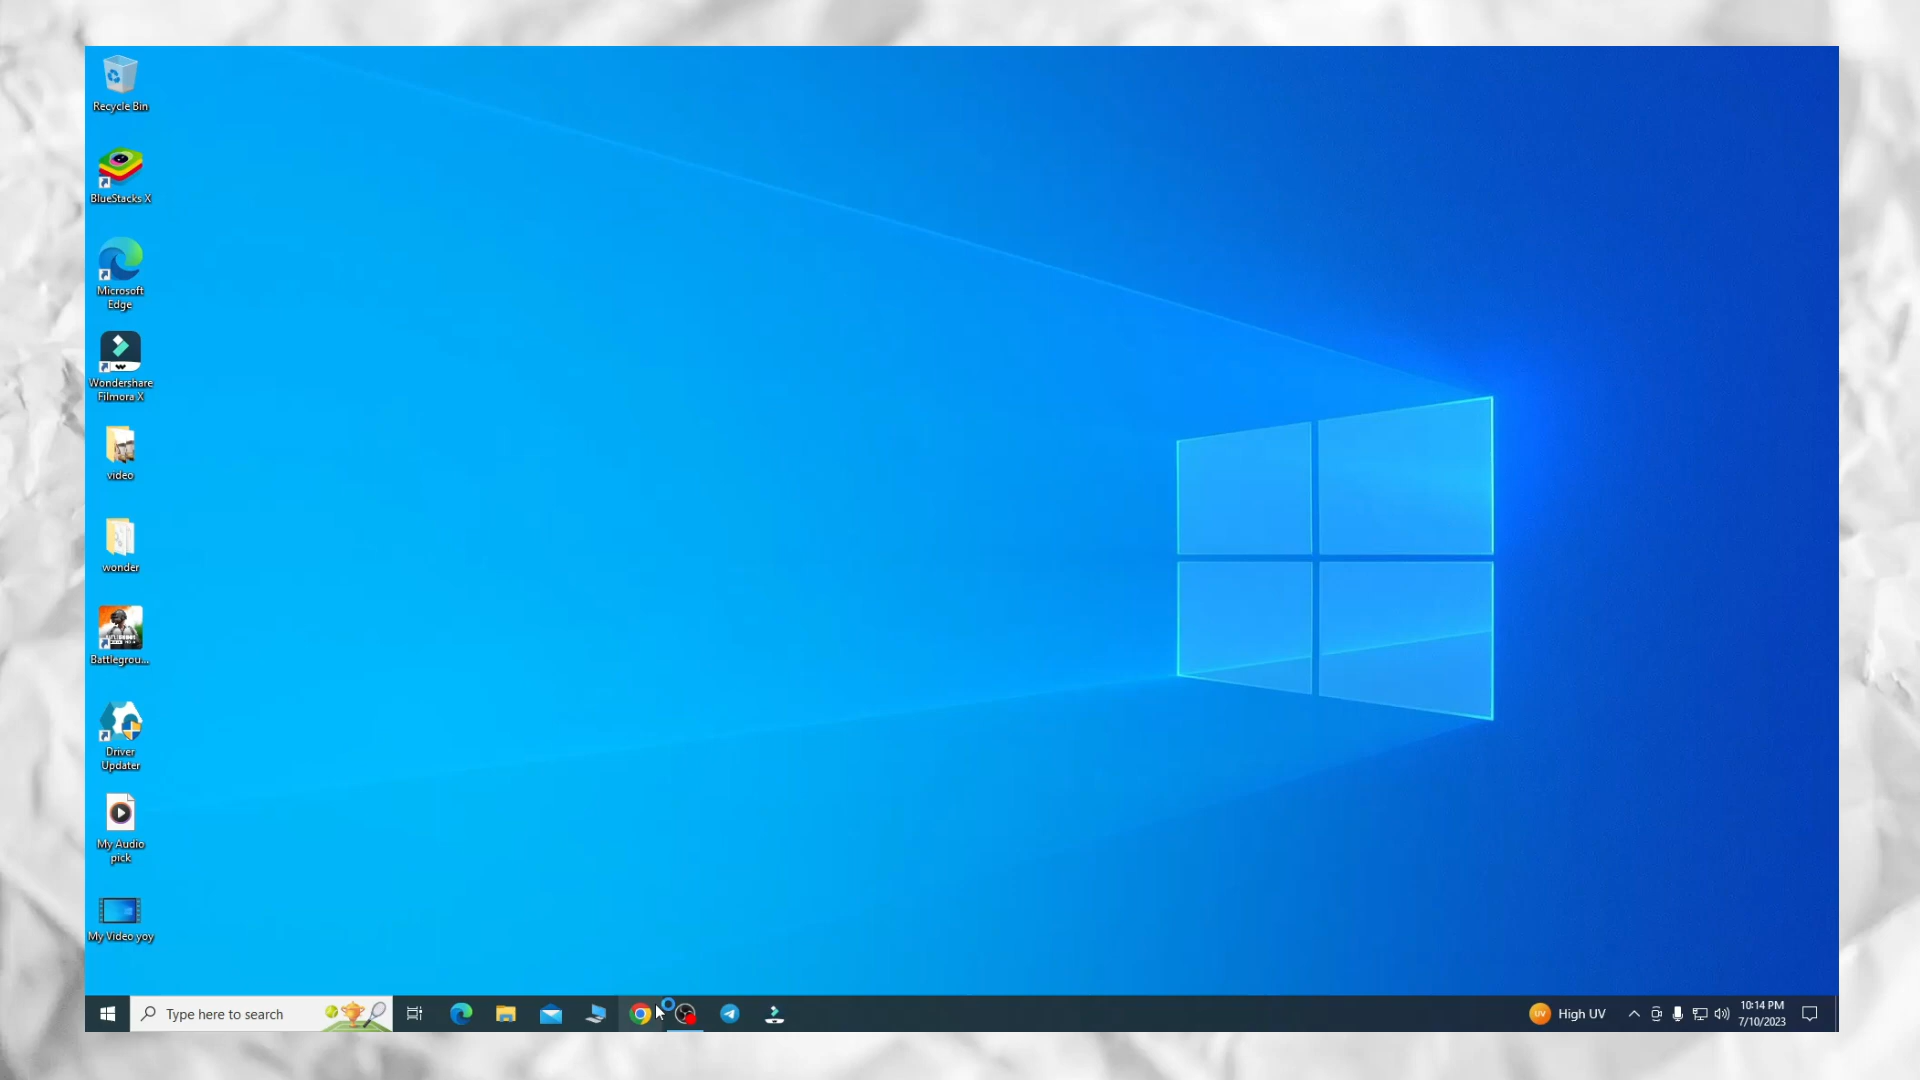 Recycle Bin
BlueStacks X
Microsoft
Edge
Wondershare
Filmora X
video
wonder
Battlegrou...
Driver
Updater
My Audio
pick
My Video yoy
Type here to search
UV
High UV
10:14 PM
7/10/2023